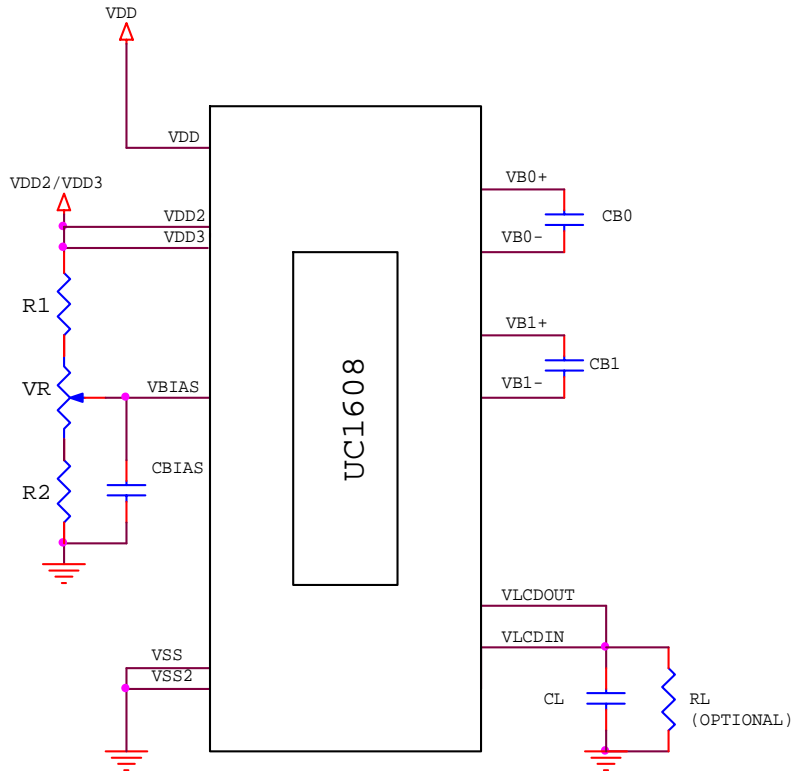 VDD
VDD
VDD2/VDD3
VDD2
VDD3
R1
VR
VBIAS
CBIAS
R2
VSS
VSS2
UC1608
VB0+
CB0
VB0-
VB1+
CB1
VB1-
VLCDOUT
VLCDIN
CL
RL
(OPTIONAL)